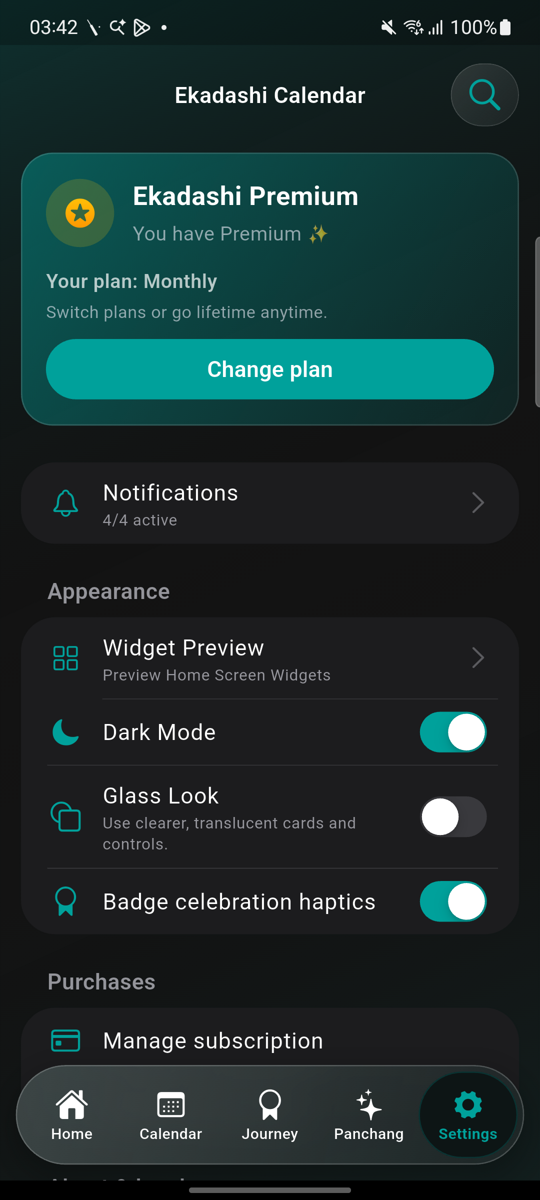 03:42
100%
Ekadashi Calendar
Ekadashi Premium
You have Premium ✨
Your plan: Monthly
Switch plans or go lifetime anytime.
Change plan
Notifications
4/4 active
Appearance
Widget Preview
Preview Home Screen Widgets
Dark Mode
Glass Look
Use clearer, translucent cards and
controls.
Badge celebration haptics
Purchases
Manage subscription
Home
Calendar
Journey
Panchang
Settings